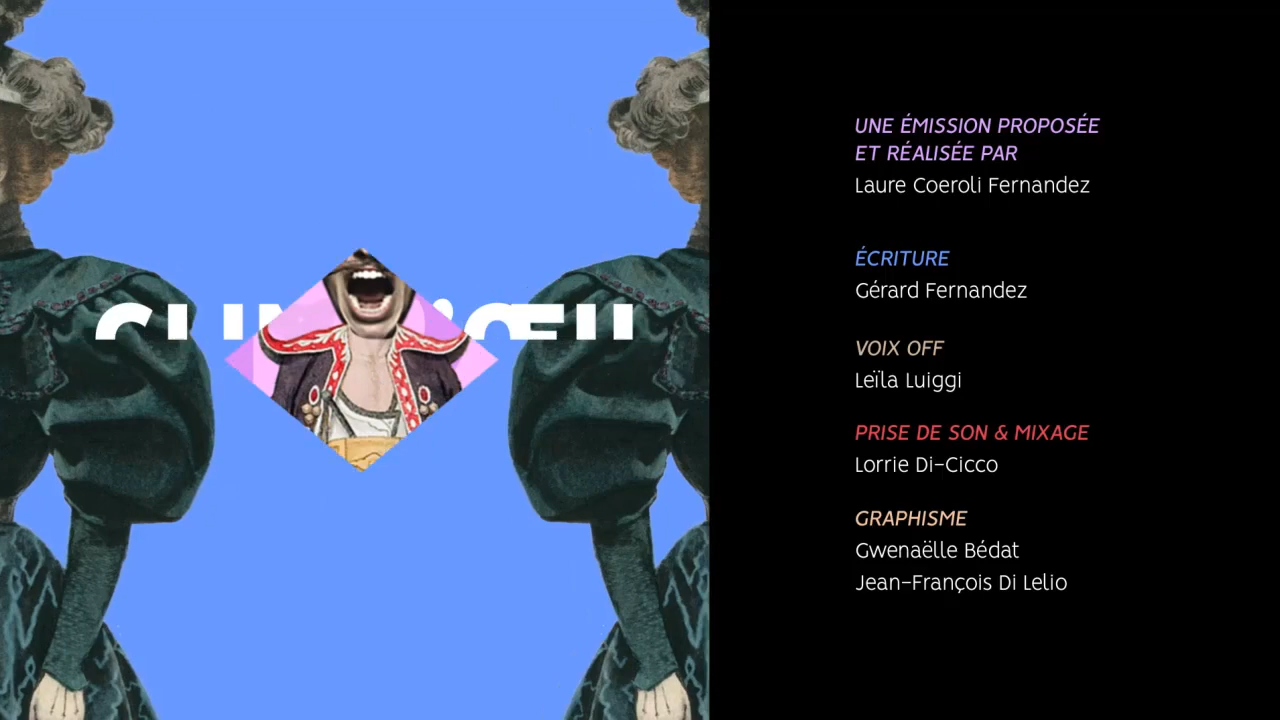 UNE ÉMISSION PROPOSÉE
ET RÉALISÉE PAR
Laure Coeroli Fernandez
ÉCRITURE
Gérard Fernandez
VOIX OFF
Leïla Luiggi
PRISE DE SON & MIXAGE
Lorrie Di-Cicco
GRAPHISME
Gwenaëlle Bédat
Jean-François Di Lelio